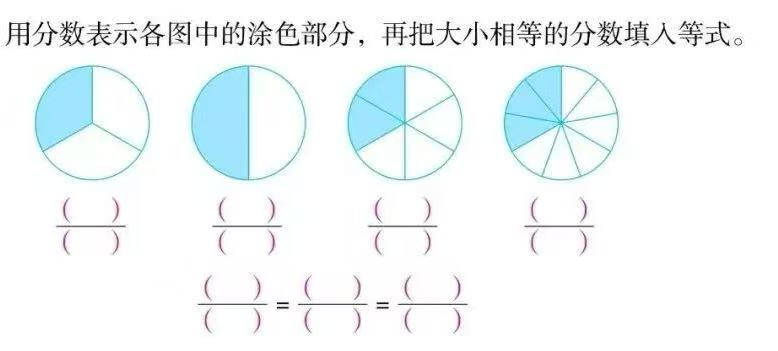 用分数表示各图中的涂色部分，再把大小相等的分数填入等式。
( ) ( ) ( ) ( )
( ) ( ) ( ) ( )
( ) = ( ) = ( )
( ) ( ) ( )